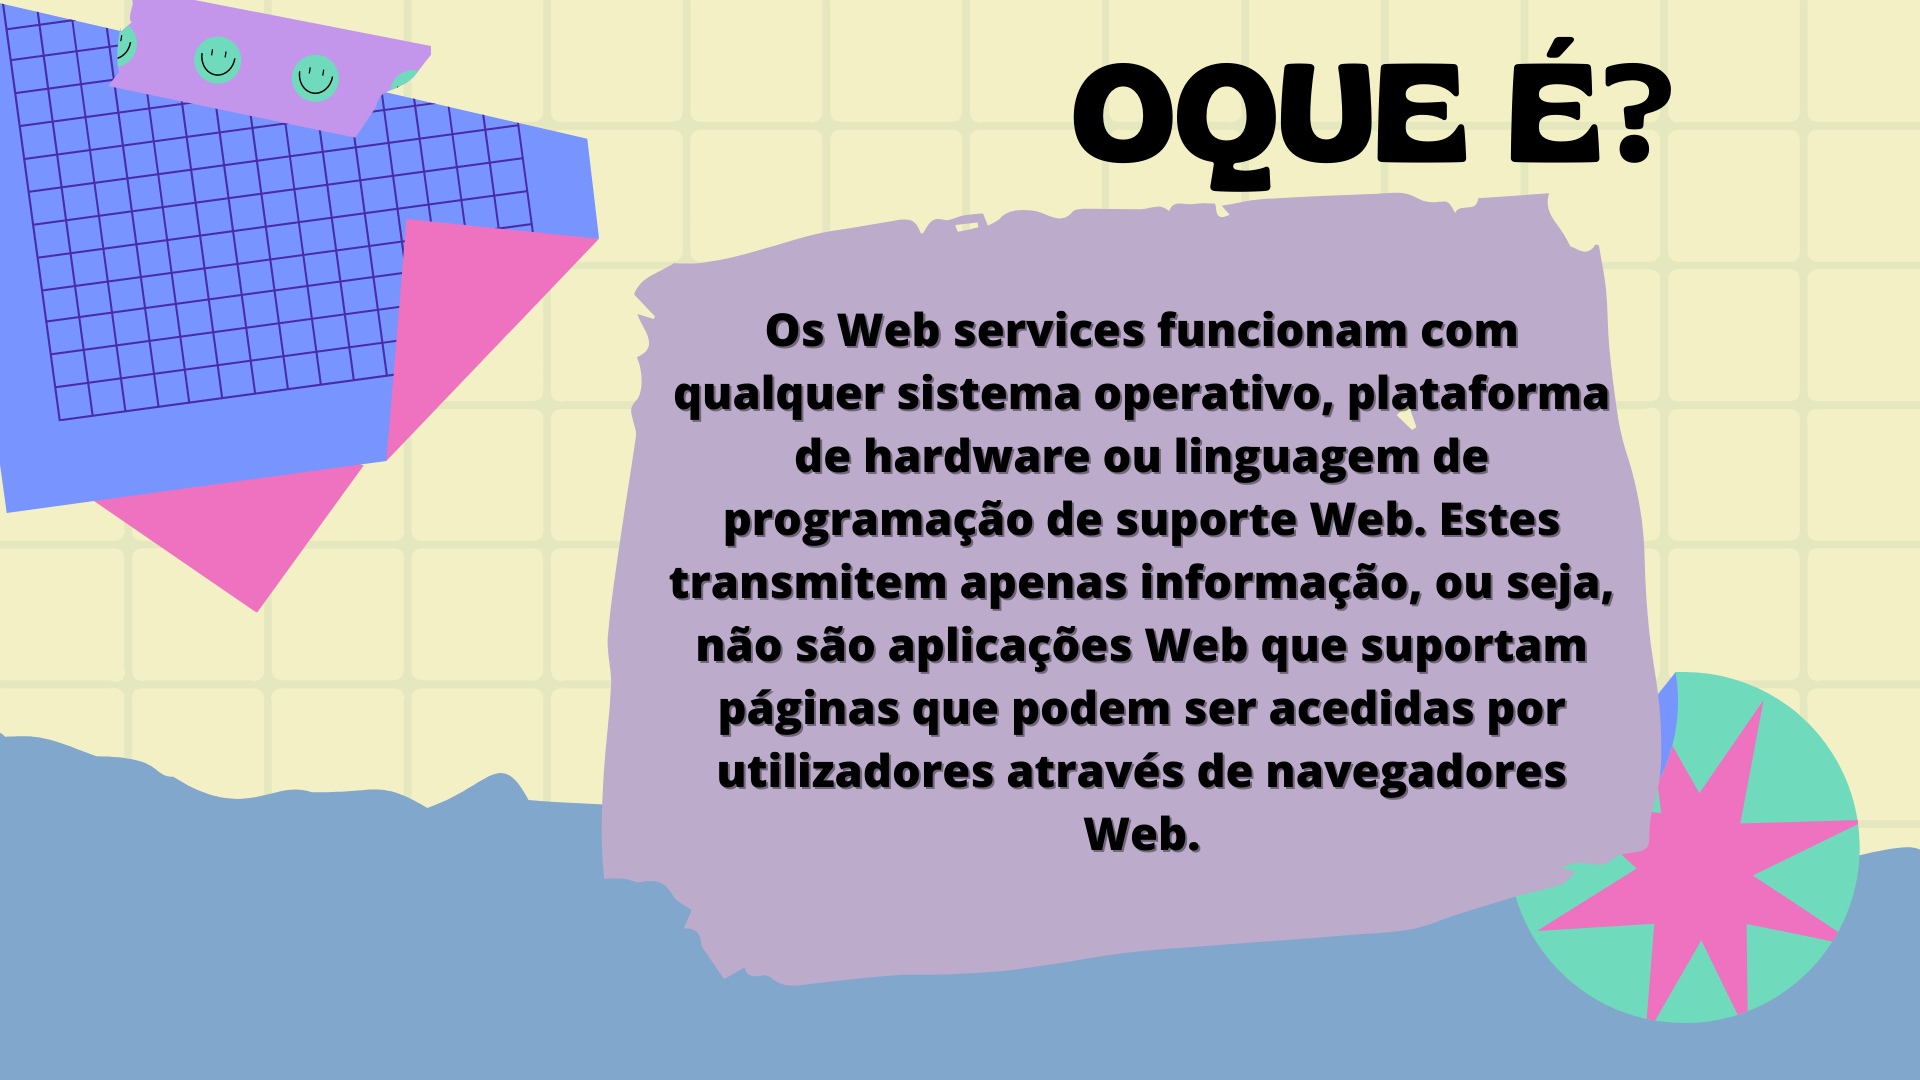 OQUE É?
Os Web services funcionam com
qualquer sistema operativo, plataforma
de hardware ou linguagem de
programação de suporte Web. Estes
transmitem apenas informação, ou seja,
não são aplicações Web que suportam
páginas que podem ser acedidas por
utilizadores através de navegadores
Web.